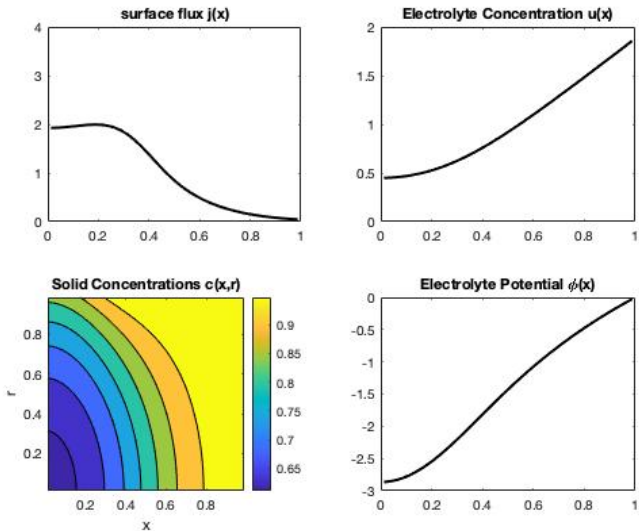 surface flux j(x)
4
3
2
1
0
0 0.2 0.4 0.6 0.8 1
Electrolyte Concentration u(x)
2
1.5
1
0.5
0
0 0.2 0.4 0.6 0.8 1
Solid Concentrations c(x,r)
r
0.8
0.6
0.4
0.2
0.2 0.4 0.6 0.8
x
0.9
0.85
0.8
0.75
0.7
0.65
Electrolyte Potential ϕ(x)
0
-0.5
-1
-1.5
-2
-2.5
-3
0 0.2 0.4 0.6 0.8 1